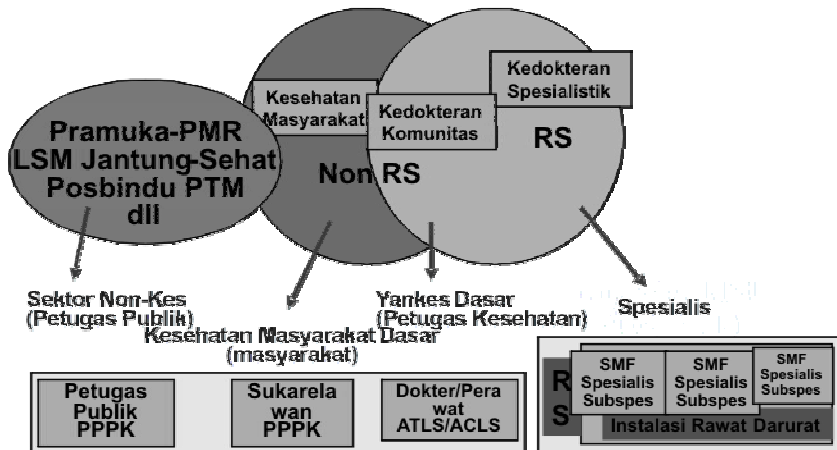 Kedokteran
Spesialistik
Kesehatan
Masyarakat
Kedokteran
Komunitas
RS
Non RS
Pramuka-PMR
LSM Jantung-Sehat
Posbindu PTM
dll
Sektor Non-Kes
(Petugas Publik)
Kesehatan Masyarakat Dasar
(masyarakat)
Yankes Dasar
(Petugas Kesehatan)
Spesialis
Petugas
Publik
PPPK
Sukarela
wan
PPPK
Dokter/Pera
wat
ATLS/ACLS
R
S
SMF
Spesialis
Subspes
SMF
Spesialis
Subspes
SMF
Spesialis
Subspes
Instalasi Rawat Darurat